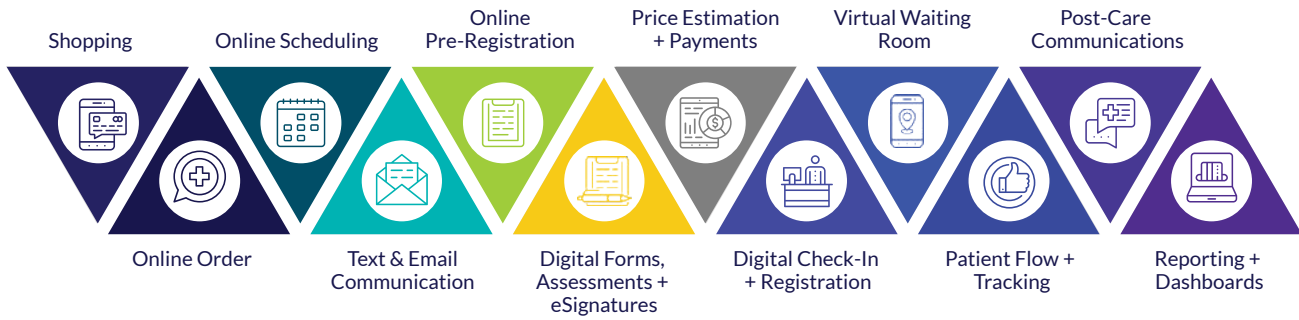 Shopping
Online Order
Online Scheduling
Text & Email
Communication
Online
Pre-Registration
Digital Forms,
Assessments +
eSignatures
Price Estimation
+ Payments
Digital Check-In
+ Registration
Virtual Waiting
Room
Patient Flow +
Tracking
Post-Care
Communications
Reporting +
Dashboards